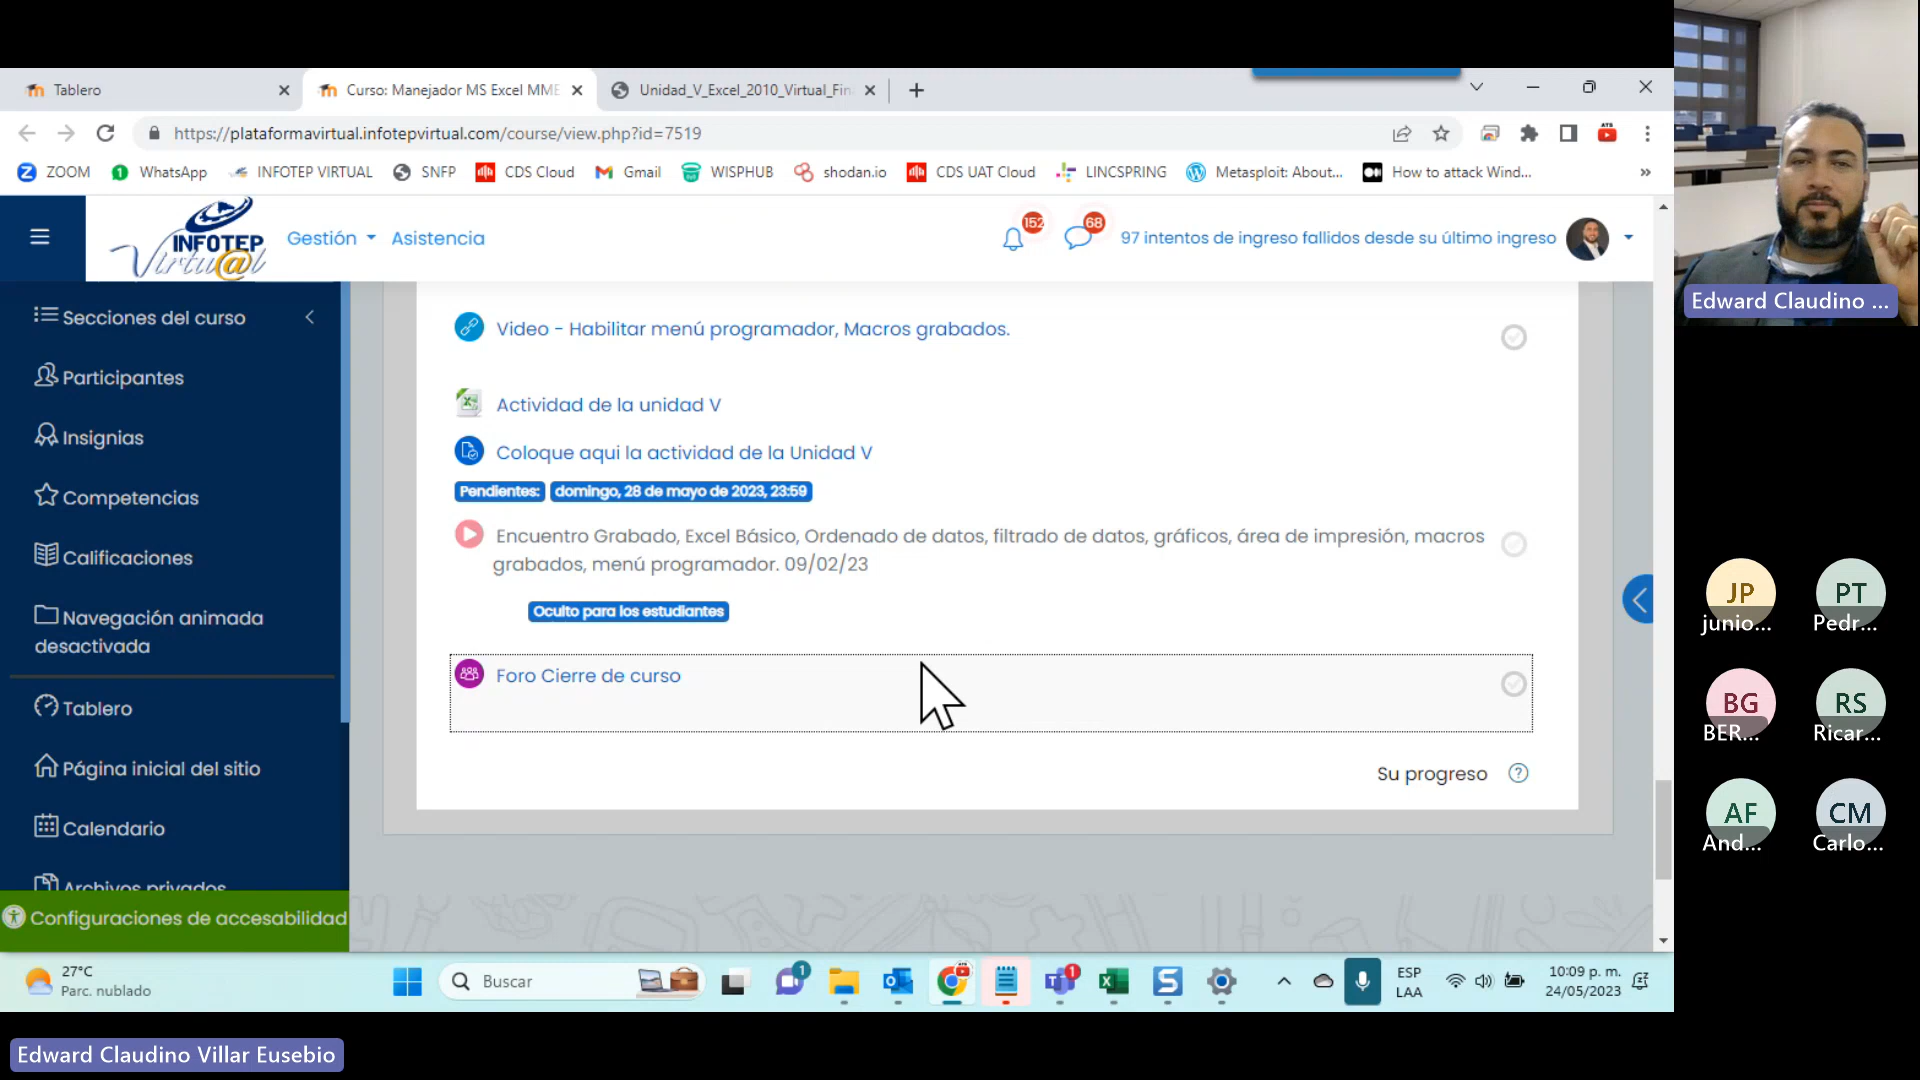 Tablero
Curso: Manejador MS Excel MME
Unidad_V_Excel_2010_Virtual_Fin
https://plataformavirtual.infotepvirtual.com/course/view.php?id=7519
ZOOM
WhatsApp
INFOTEP VIRTUAL
SNFP
CDS Cloud
Gmail
WISPHUB
shodan.io
CDS UAT Cloud
LINCSPRING
Metasploit: About...
How to attack Wind...
»
INFOTEP
Virtu@l
Gestión
Asistencia
152
68
97 intentos de ingreso fallidos desde su último ingreso
Edward Claudino ...
Secciones del curso
Participantes
Insignias
Competencias
Calificaciones
Navegación animada
desactivada
Tablero
Página inicial del sitio
Calendario
Archivos privados
Configuraciones de accesabilidad
Video - Habilitar menú programador, Macros grabados.
Actividad de la unidad V
Coloque aqui la actividad de la Unidad V
Pendientes: domingo, 28 de mayo de 2023, 23:59
Encuentro Grabado, Excel Básico, Ordenado de datos, filtrado de datos, gráficos, área de impresión, macros
grabados, menú programador. 09/02/23
Oculto para los estudiantes
Foro Cierre de curso
Su progreso
JP
junio...
PT
Pedr...
BG
BER...
RS
Ricar...
AF
And...
CM
Carlo...
27°C
Parc. nublado
Buscar
1
1
ESP
LAA
10:09 p. m.
24/05/2023
Edward Claudino Villar Eusebio